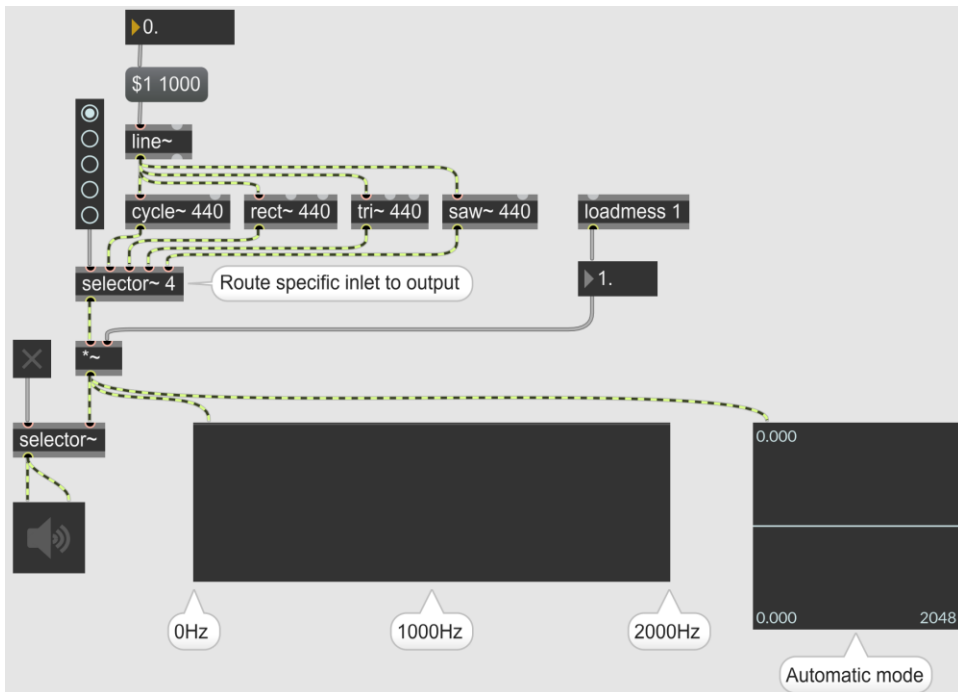 0.
$1 1000
line~
cycle~ 440
rect~ 440
tri~ 440
saw~ 440
loadmess 1
selector~ 4
Route specific inlet to output
1.
*~
selector~
0.000
0.000
2048
0Hz
1000Hz
2000Hz
Automatic mode